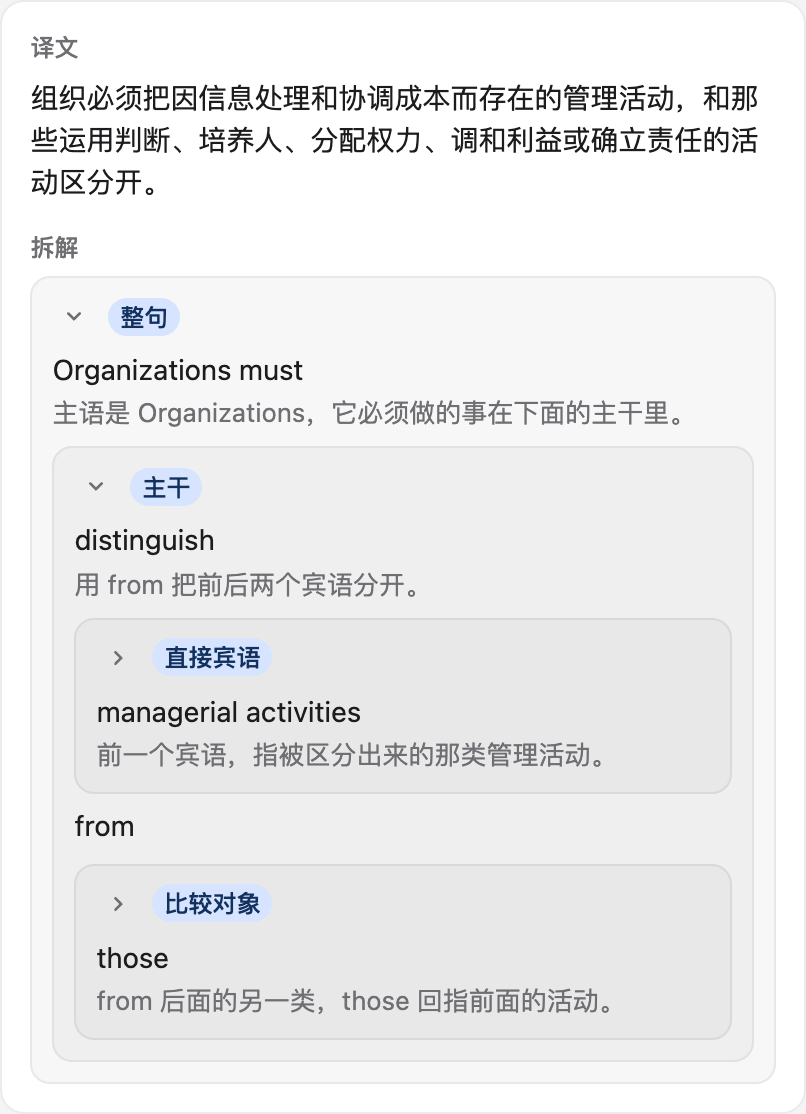 译文
组织必须把因信息处理和协调成本而存在的管理活动，和那
些运用判断、培养人、分配权力、调和利益或确立责任的活
动区分开。
拆解
整句
Organizations must
主语是 Organizations，它必须做的事在下面的主干里。
主干
distinguish
用 from 把前后两个宾语分开。
直接宾语
managerial activities
前一个宾语，指被区分出来的那类管理活动。
from
比较对象
those
from 后面的另一类，those 回指前面的活动。